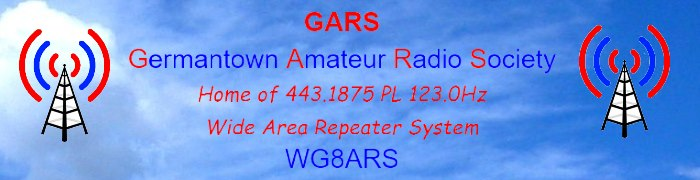 GARS
Germantown Amateur Radio Society
Home of 443.1875 PL 123.0Hz
Wide Area Repeater System
WG8ARS